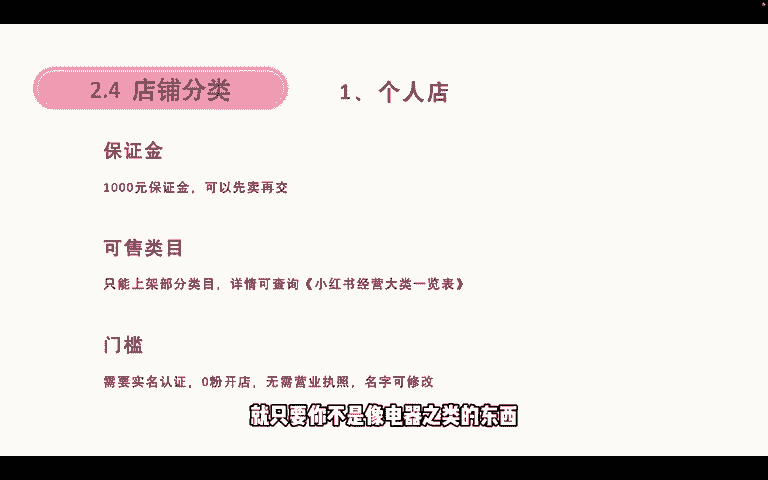 2.4 店铺分类
1、个人店
保证金
1000元保证金，可以先卖再交
可售类目
只能上架部分类目，详情可查询《小红书经营大类一览表》
门槛
需要实名认证，0粉开店，无需营业执照，名字可修改
就只要你不是像电器之类的东西